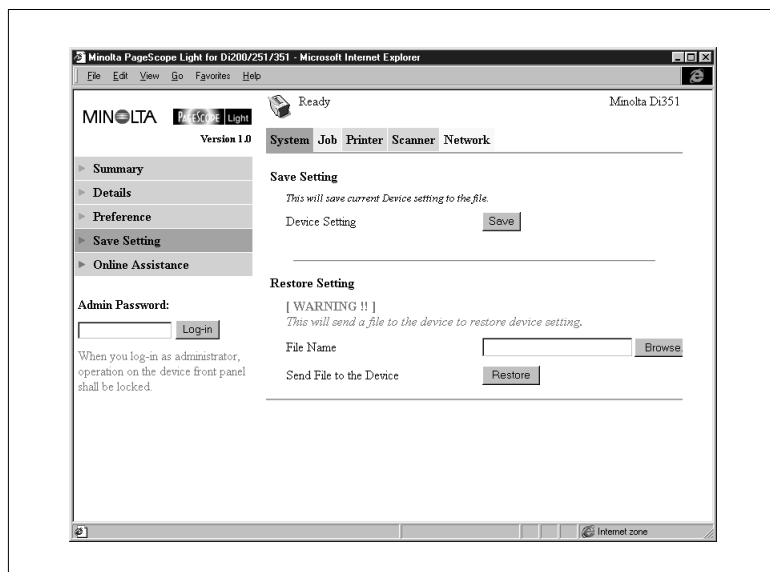 Minolta PageScope Light for Di200/251/351 - Microsoft Internet Explorer
File Edit View Go Favorites Help
MINOLTA PAGESCOPE Light
Version 1.0
Ready
Minolta Di351
System Job Printer Scanner Network
Summary
Details
Preference
Save Setting
Online Assistance
Admin Password:
Log-in
When you log-in as administrator,
operation on the device front panel
shall be locked.
Save Setting
This will save current Device setting to the file.
Device Setting Save
Restore Setting
[ WARNING !! ]
This will send a file to the device to restore device setting.
File Name Browse.
Send File to the Device Restore
Internet zone